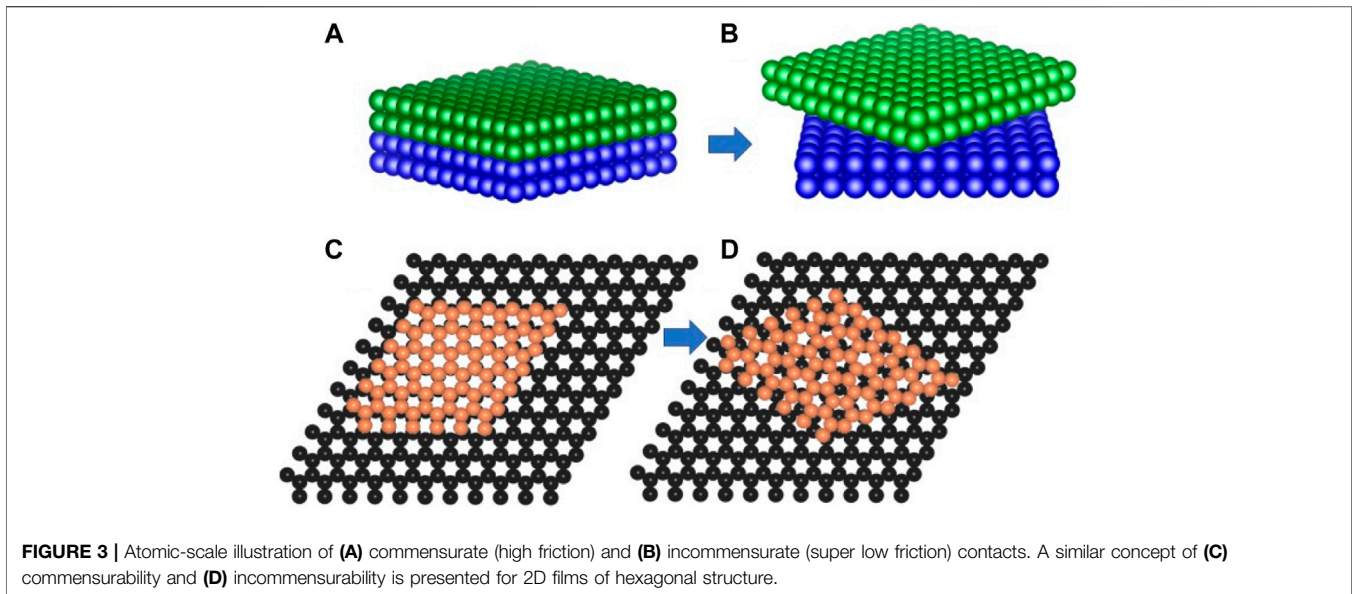 A
B
C
D
FIGURE 3 | Atomic-scale illustration of (A) commensurate (high friction) and (B) incommensurate (super low friction) contacts. A similar concept of (C)
commensurability and (D) incommensurability is presented for 2D films of hexagonal structure.